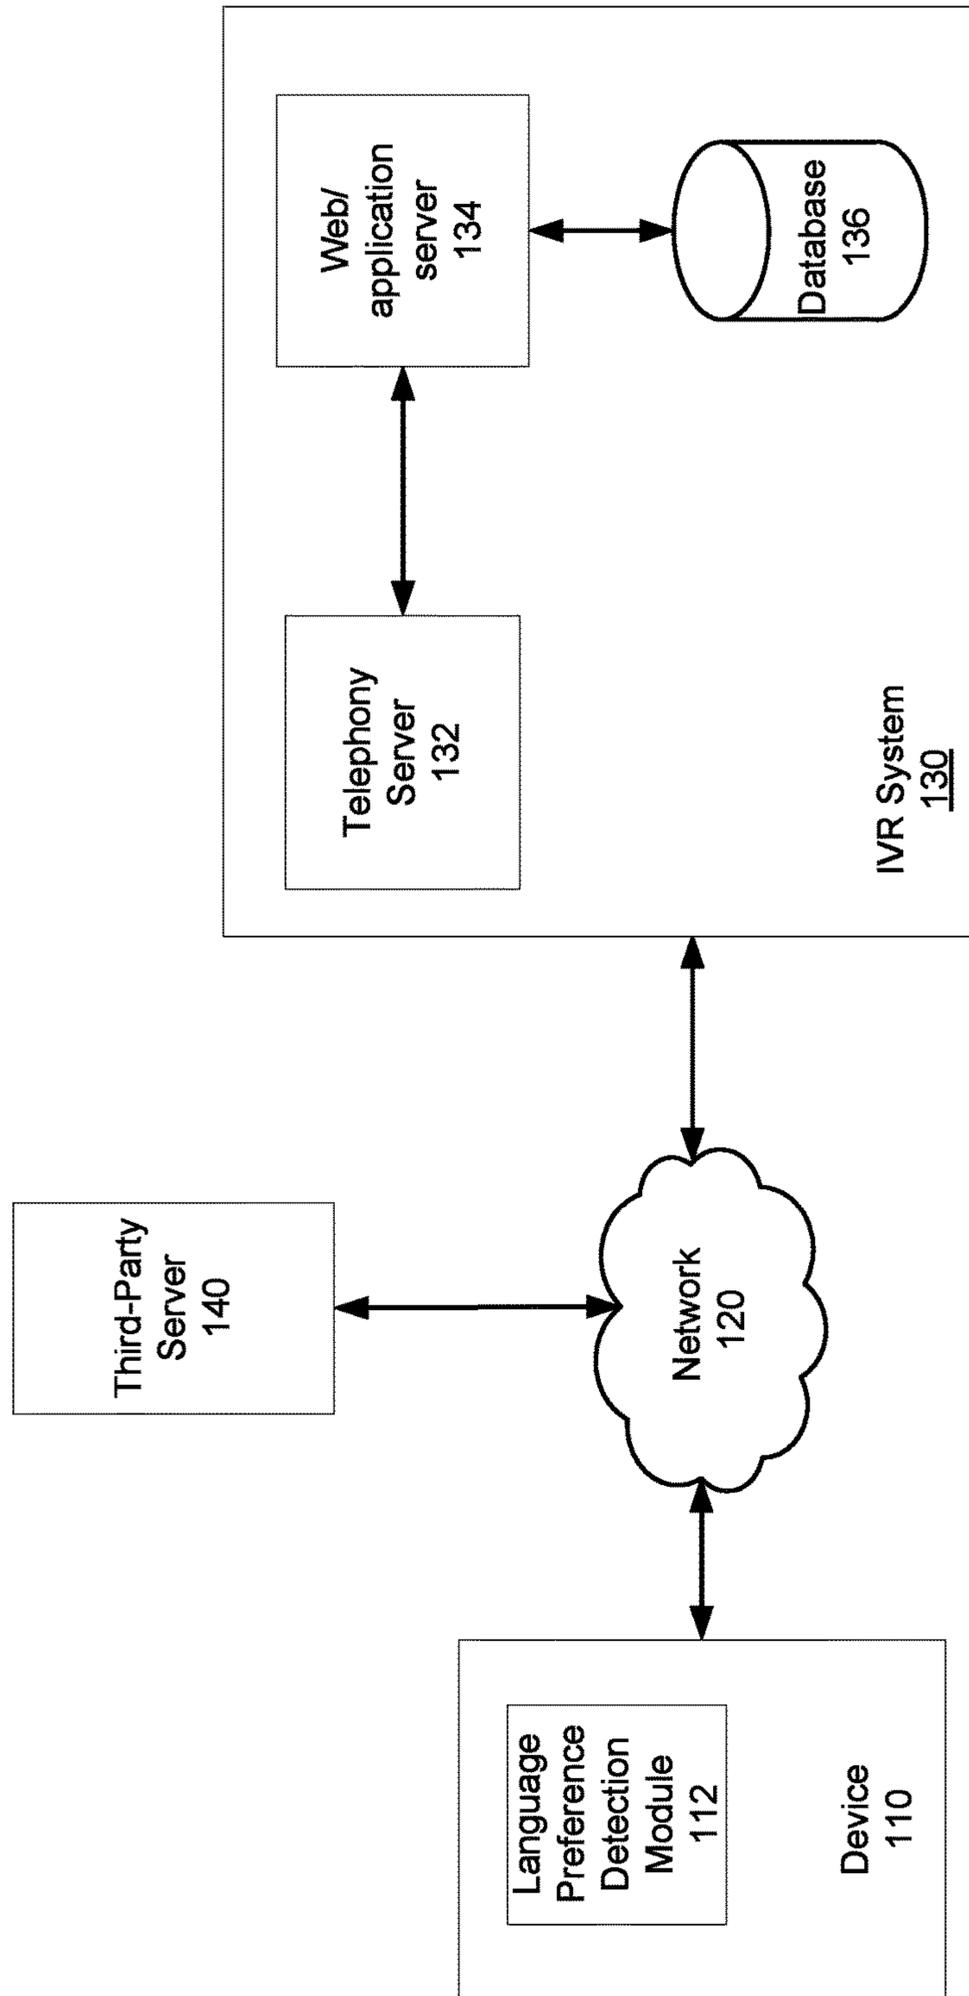 Third-Party
Server
140
Language
Preference
Detection
Module
112
Device
110
Network
120
Telephony
Server
132
Web/
application
server
134
Database
136
IVR System
130